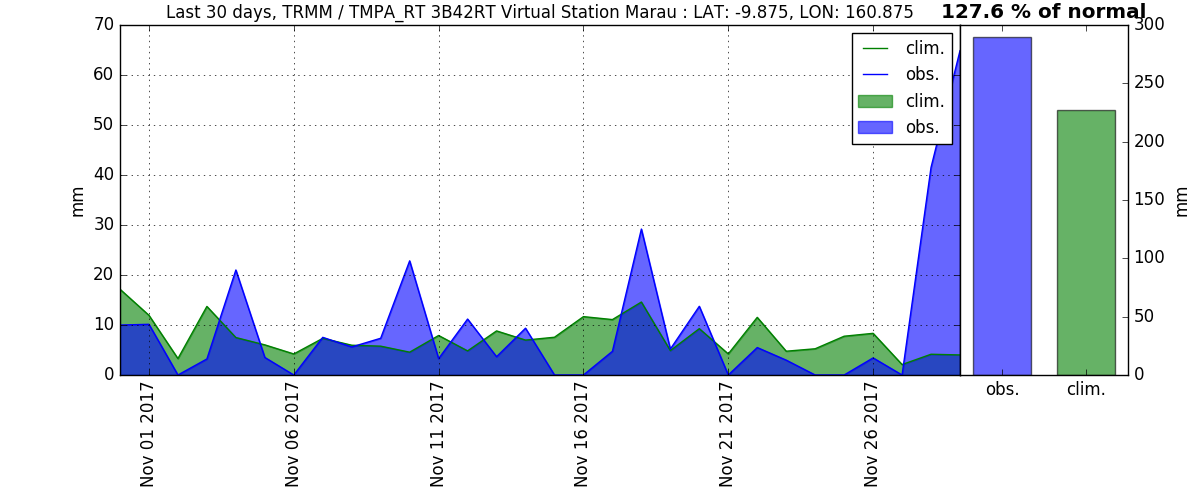 Last 30 days, TRMM / TMPA_RT 3B42RT Virtual Station Marau : LAT: -9.875, LON: 160.875
127.6 % of normal
70
60
50
40
30
20
10
0
mm
clim.
obs.
clim.
obs.
300
250
200
150
100
50
0
mm
Nov 01 2017
Nov 06 2017
Nov 11 2017
Nov 16 2017
Nov 21 2017
Nov 26 2017
obs.
clim.